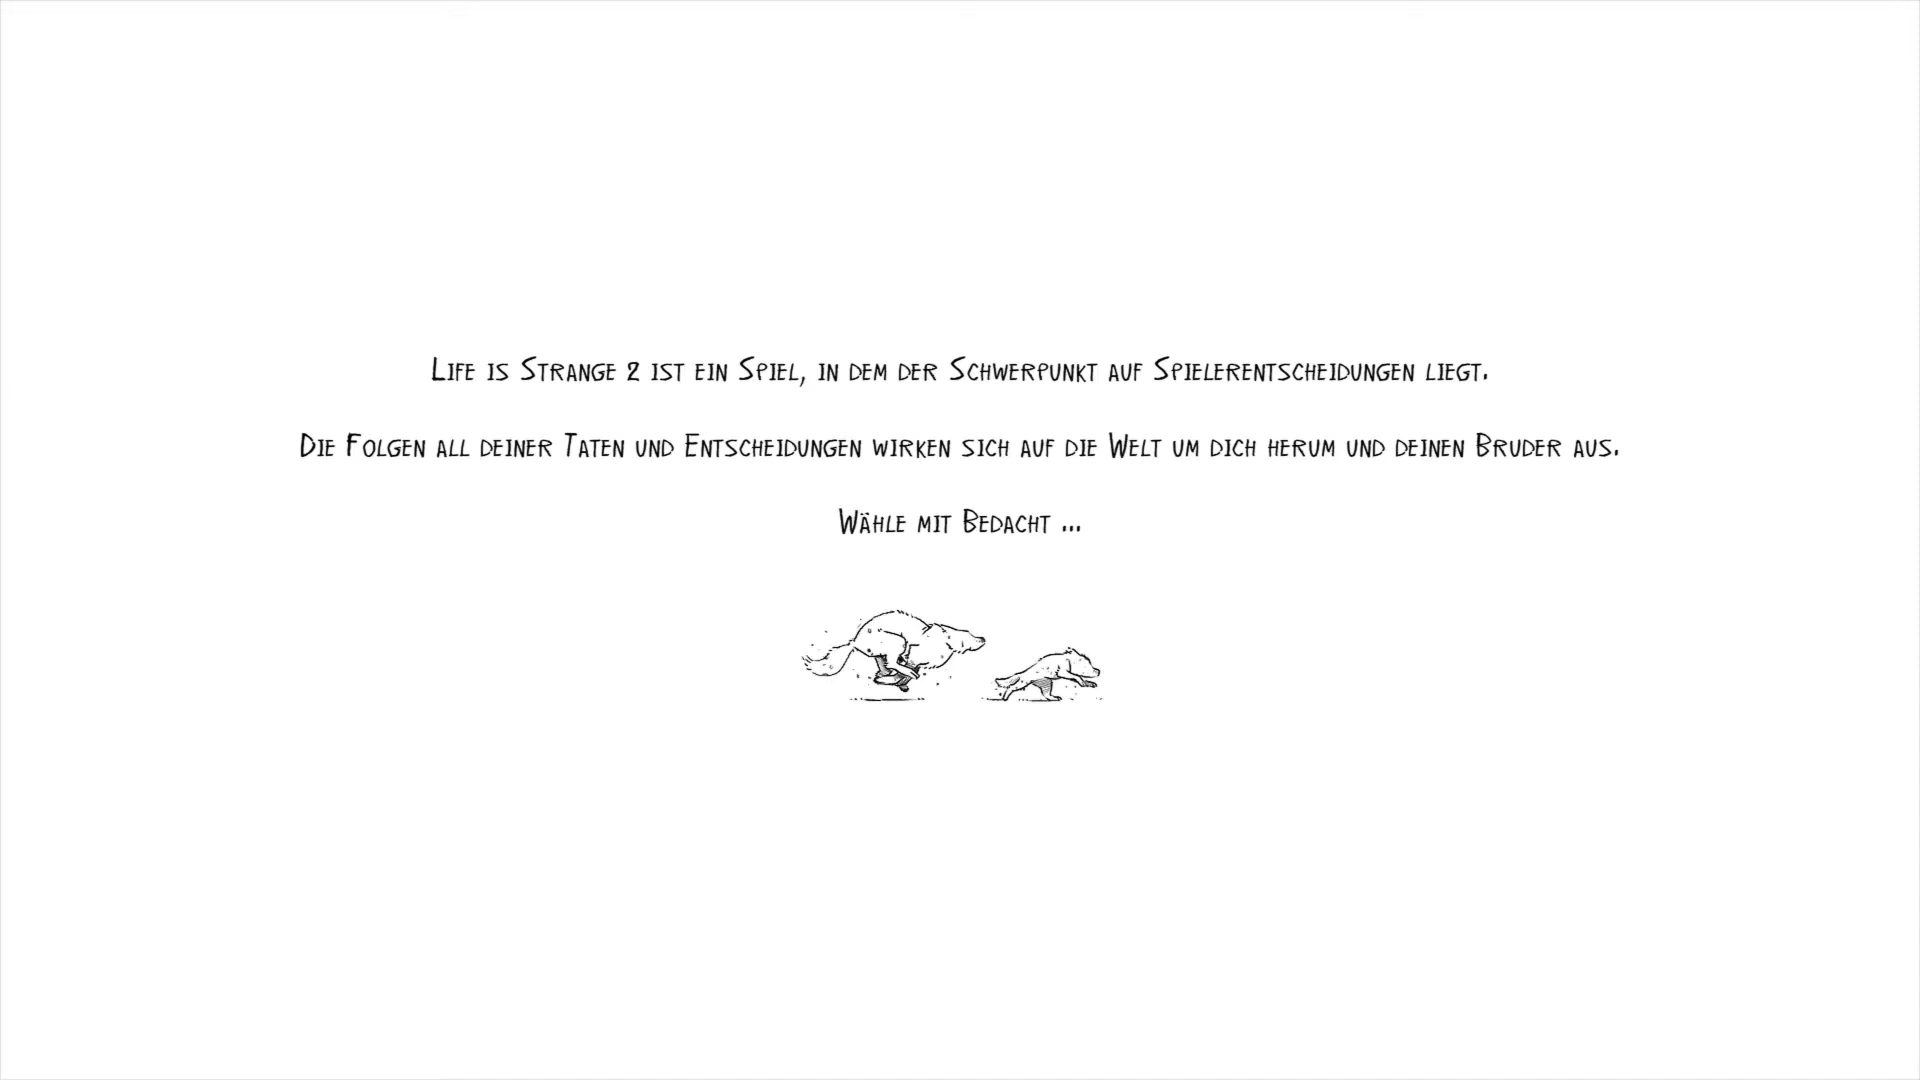 Life is Strange 2 ist ein Spiel, in dem der Schwerpunkt auf Spielerentscheidungen liegt.
Die Folgen all deiner Taten und Entscheidungen wirken sich auf die Welt um dich herum und deinen Bruder aus.
Wähle mit Bedacht ...